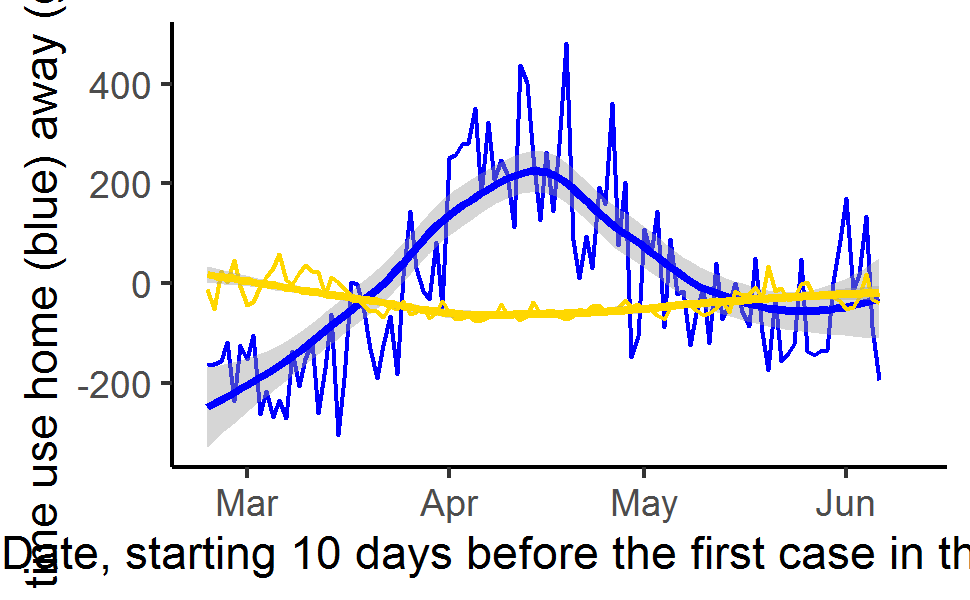 time use home (blue) away (
400
200
0
-200
Mar Apr May Jun
Date, starting 10 days before the first case in th